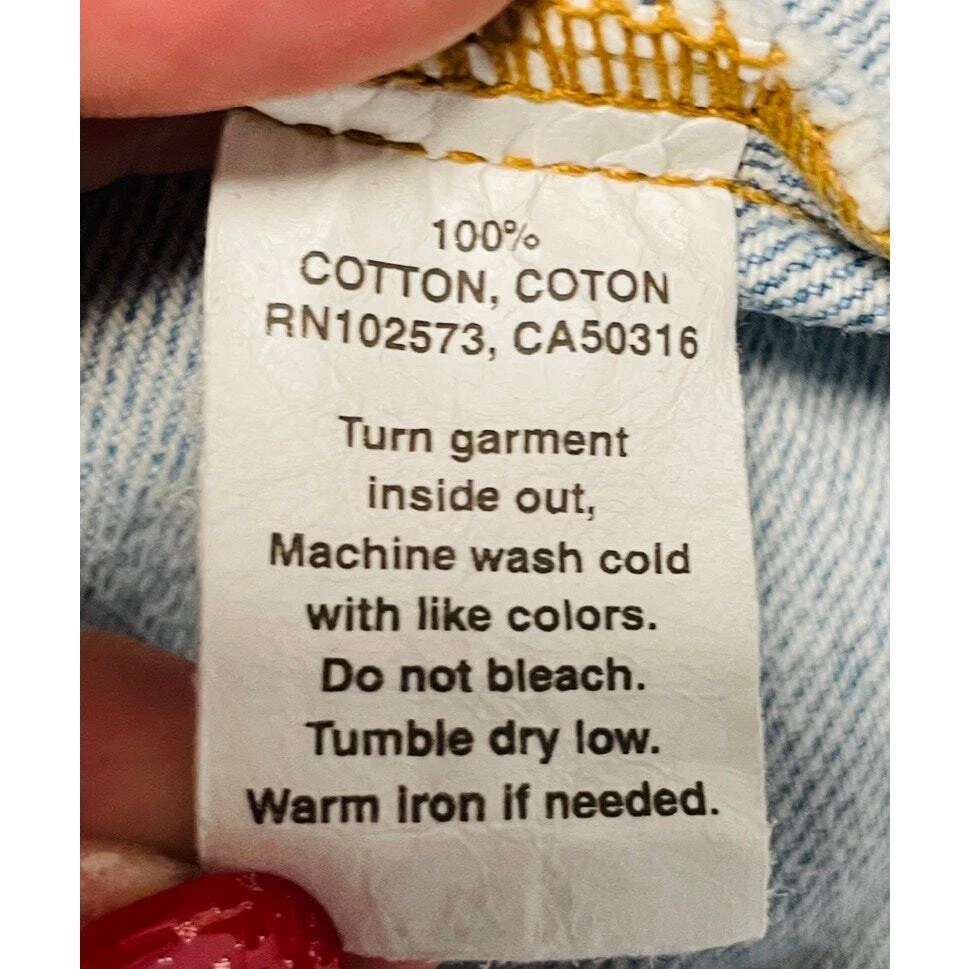 100%
COTTON, COTON
RN102573, CA50316
Turn garment
inside out,
Machine wash cold
with like colors.
Do not bleach.
Tumble dry low.
Warm iron if needed.